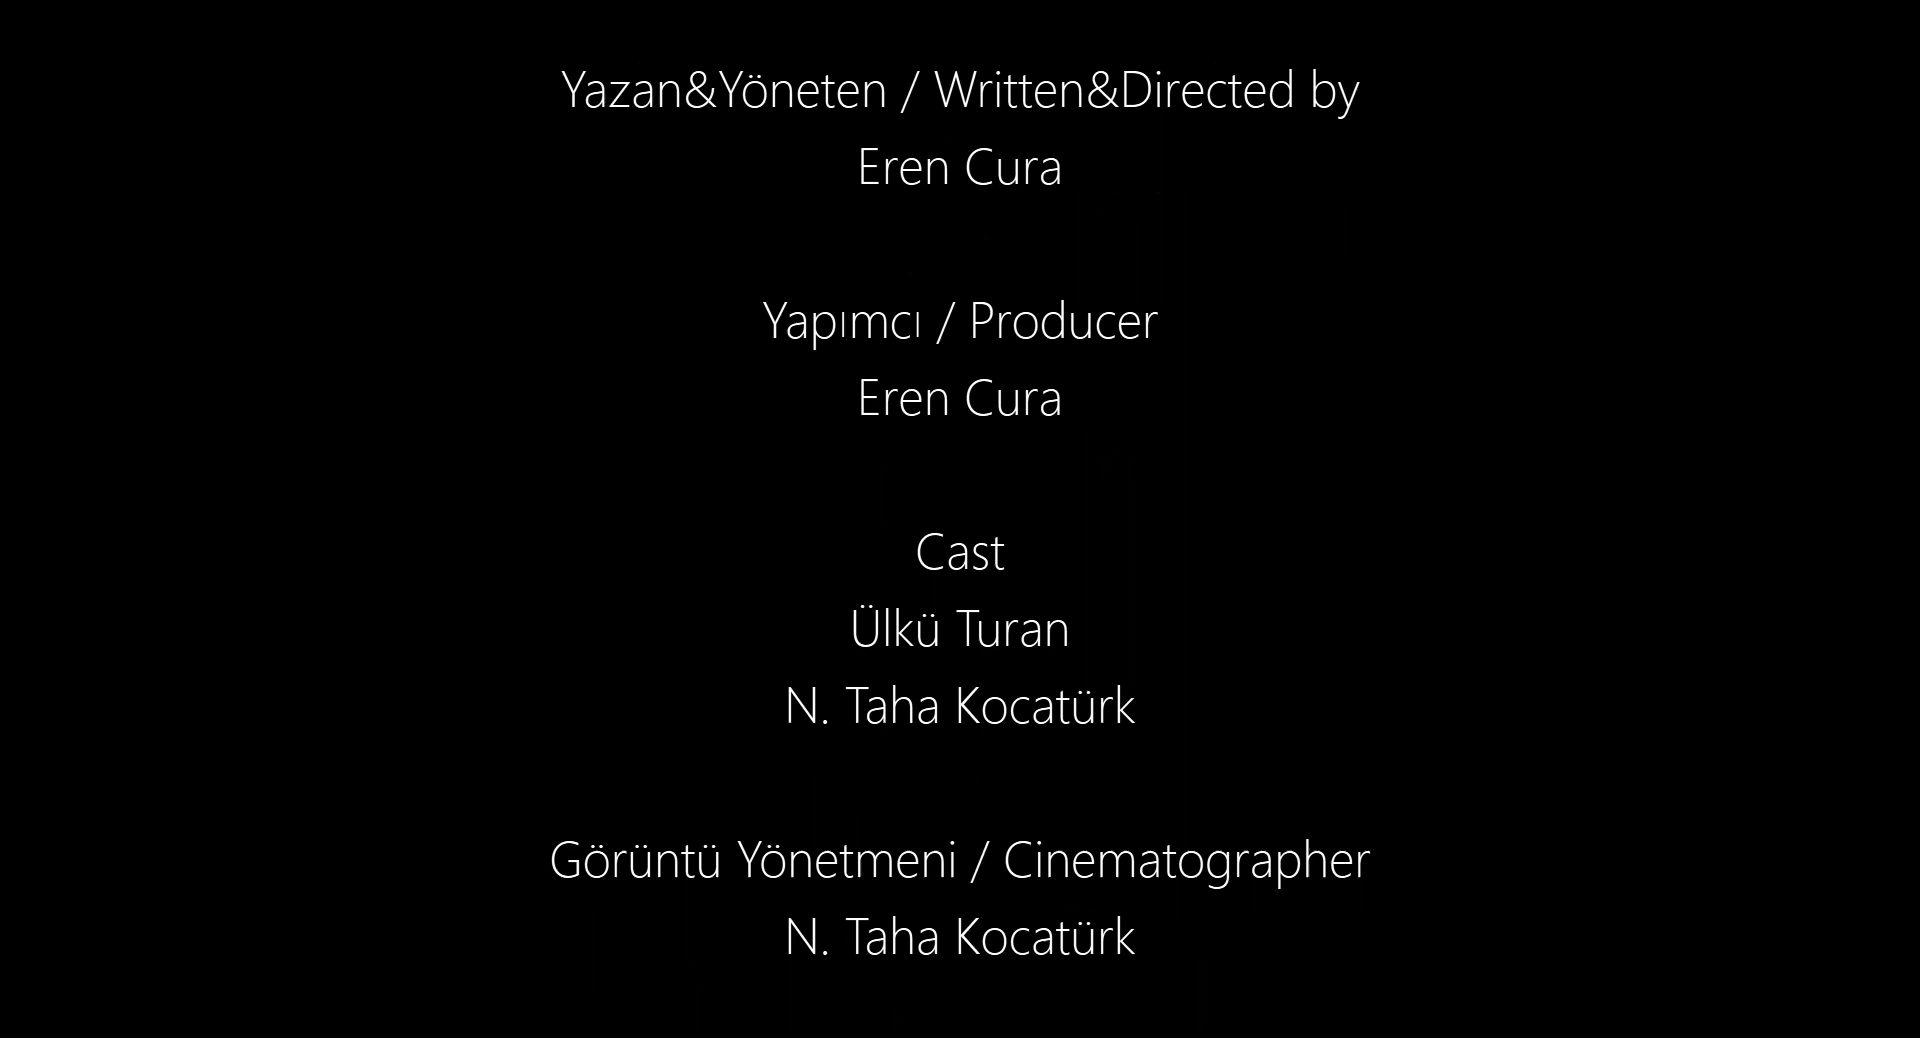 Yazan&Yöneten / Written&Directed by
Eren Cura
Yapımcı / Producer
Eren Cura
Cast
Ülkü Turan
N. Taha Kocatürk
Görüntü Yönetmeni / Cinematographer
N. Taha Kocatürk